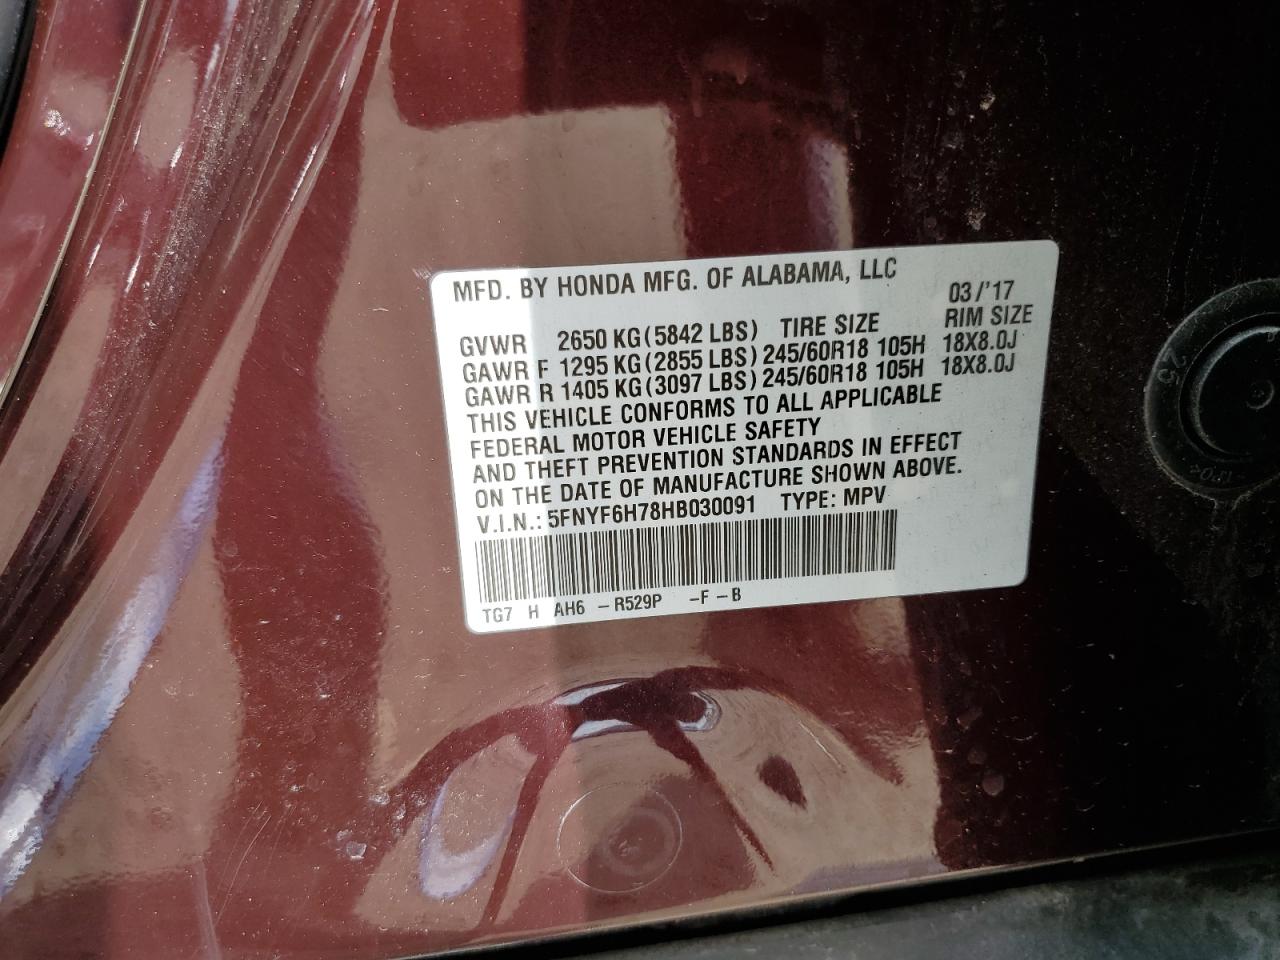 MFD. BY HONDA MFG. OF ALABAMA, LLC
03/'17
GVWR 2650 KG(5842 LBS) TIRE SIZE RIM SIZE
GAWR F 1295 KG(2855 LBS) 245/60R18 105H 18X8.0J
GAWR R 1405 KG(3097 LBS) 245/60R18 105H 18X8.0J
THIS VEHICLE CONFORMS TO ALL APPLICABLE
FEDERAL MOTOR VEHICLE SAFETY
AND THEFT PREVENTION STANDARDS IN EFFECT
ON THE DATE OF MANUFACTURE SHOWN ABOVE.
V.I.N.: 5FNYF6H78HB030091 TYPE: MPV
TG7 H AH6 – R529P –F – B
25